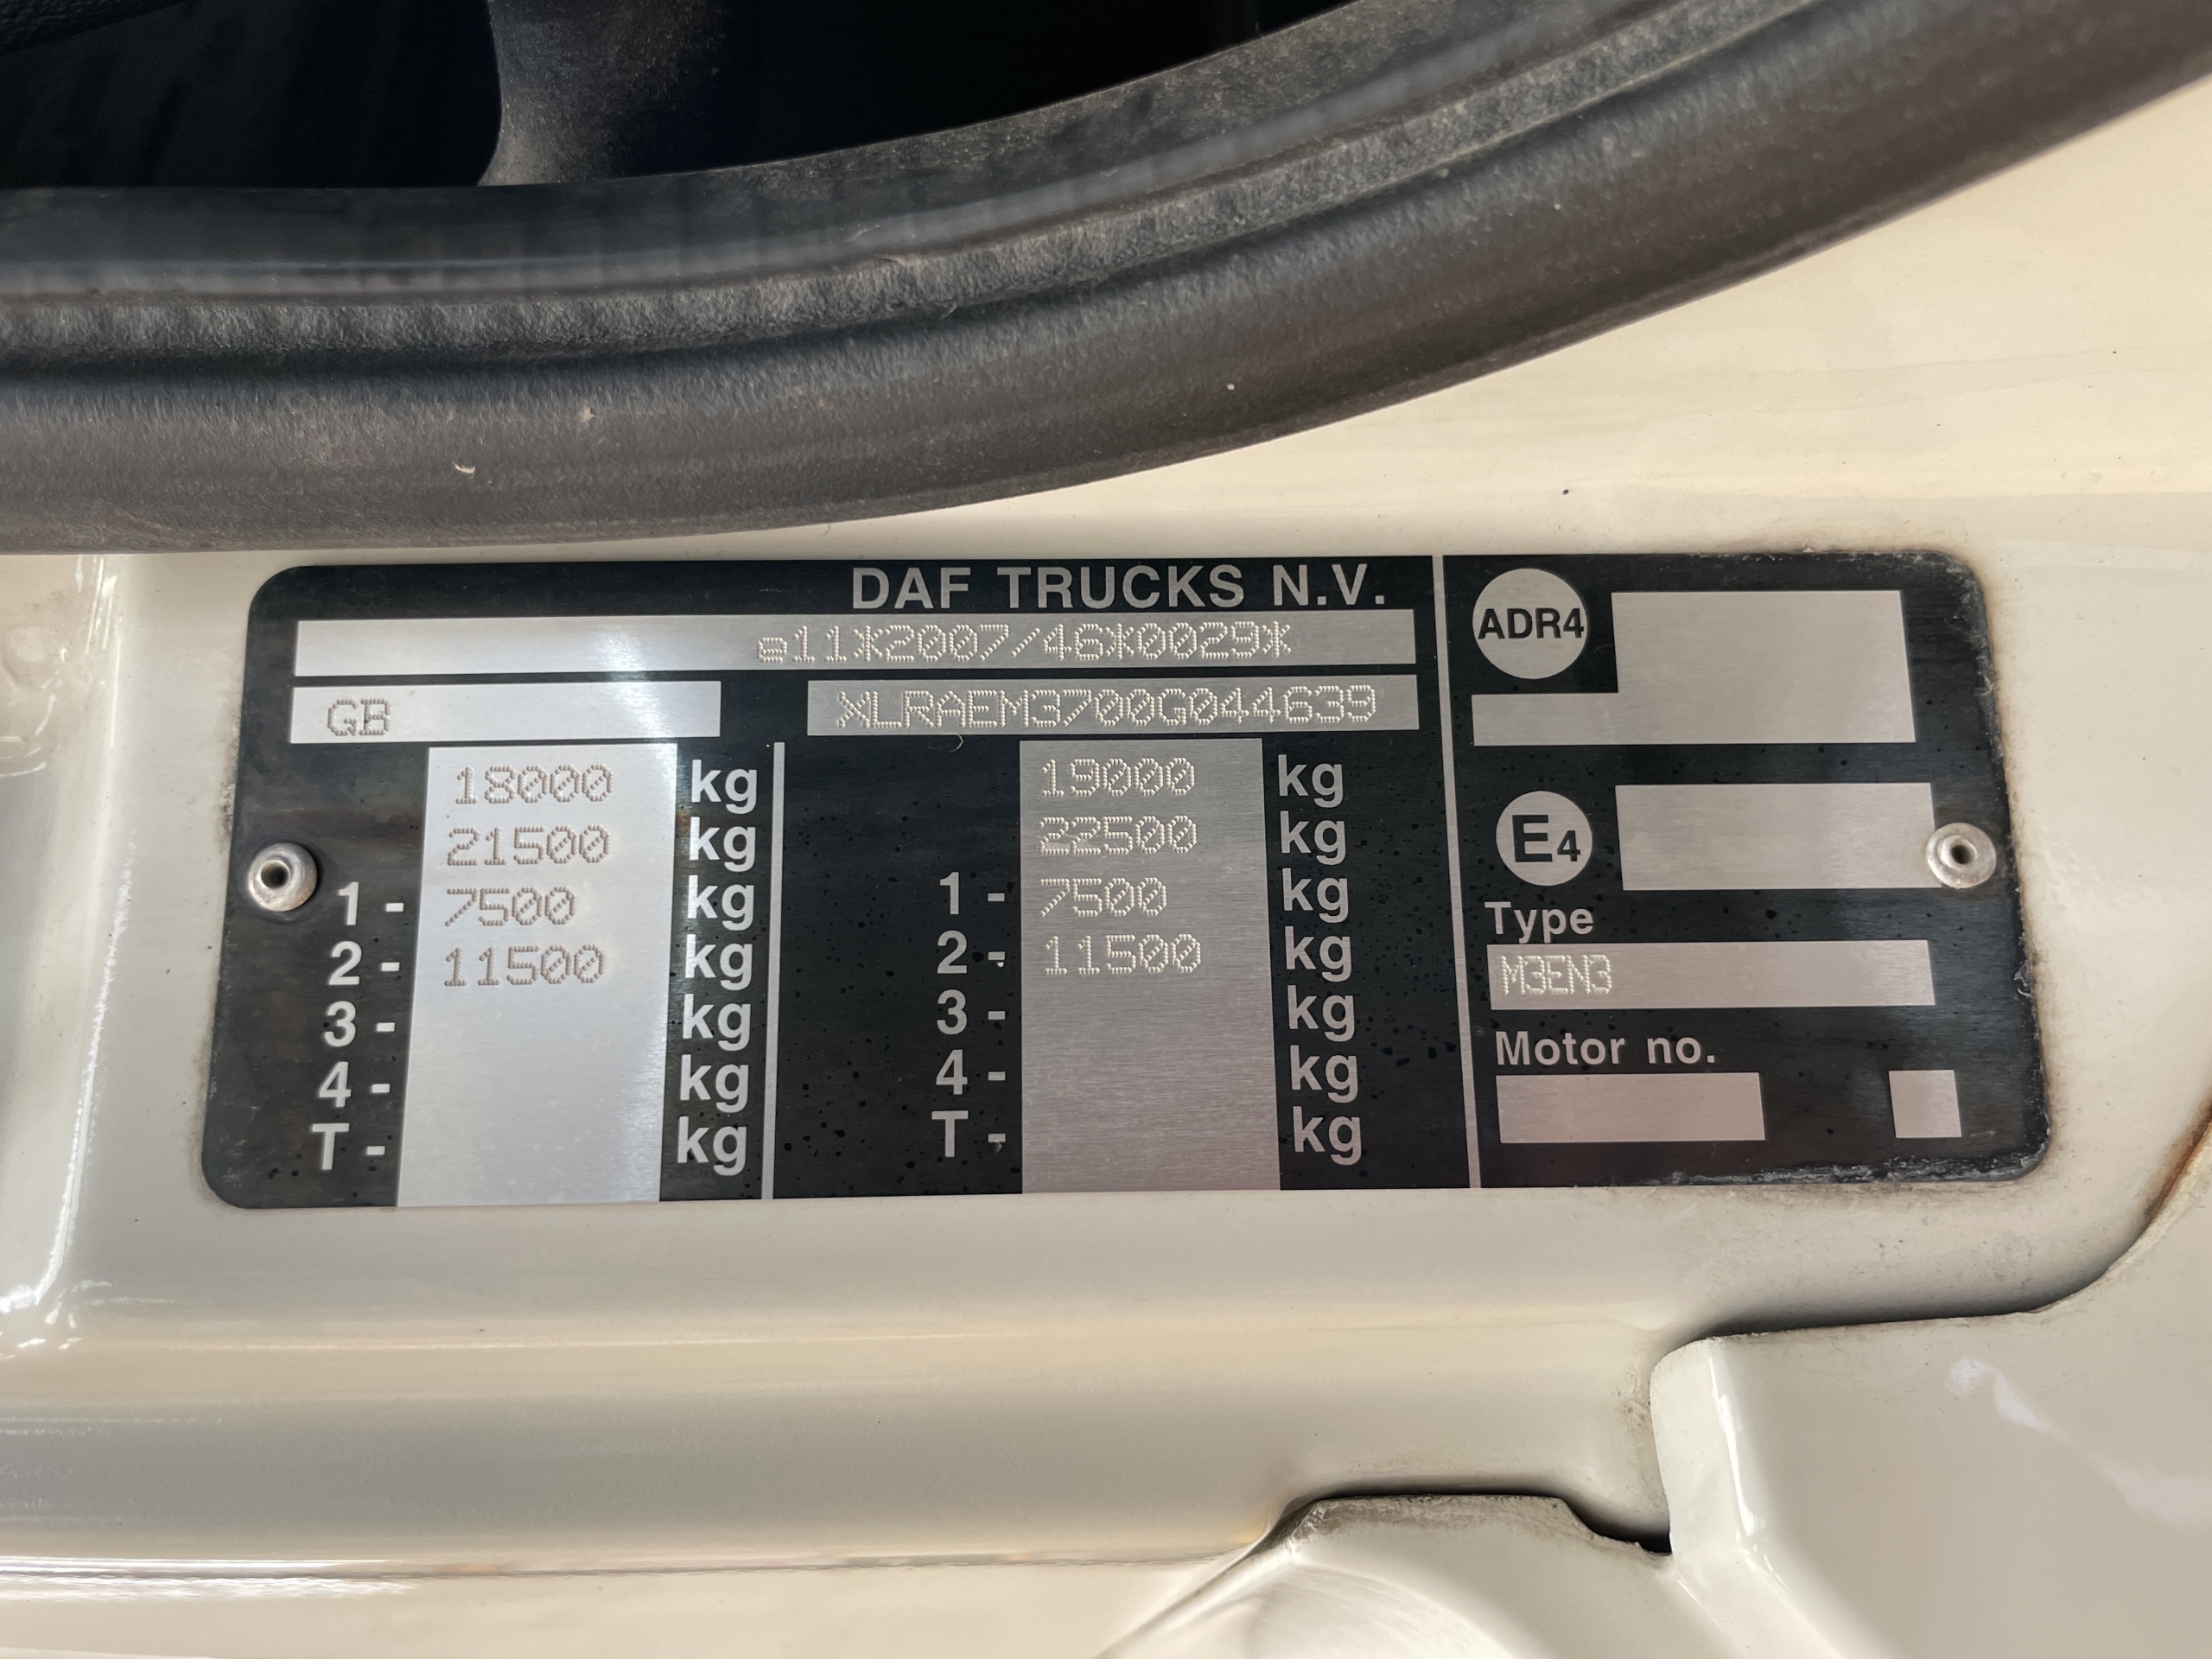 DAF TRUCKS N.V.
e11*2007/46*0029*
GB XLRAEM3700G044639
18000 kg 19000 kg
21500 kg 22500 kg
1 - 7500 kg 1 - 7500 kg
2 - 11500 kg 2 - 11500 kg
3 - kg 3 - kg
4 - kg 4 - kg
T - kg T - kg
ADR4
E4
Type
M3EN3
Motor no.